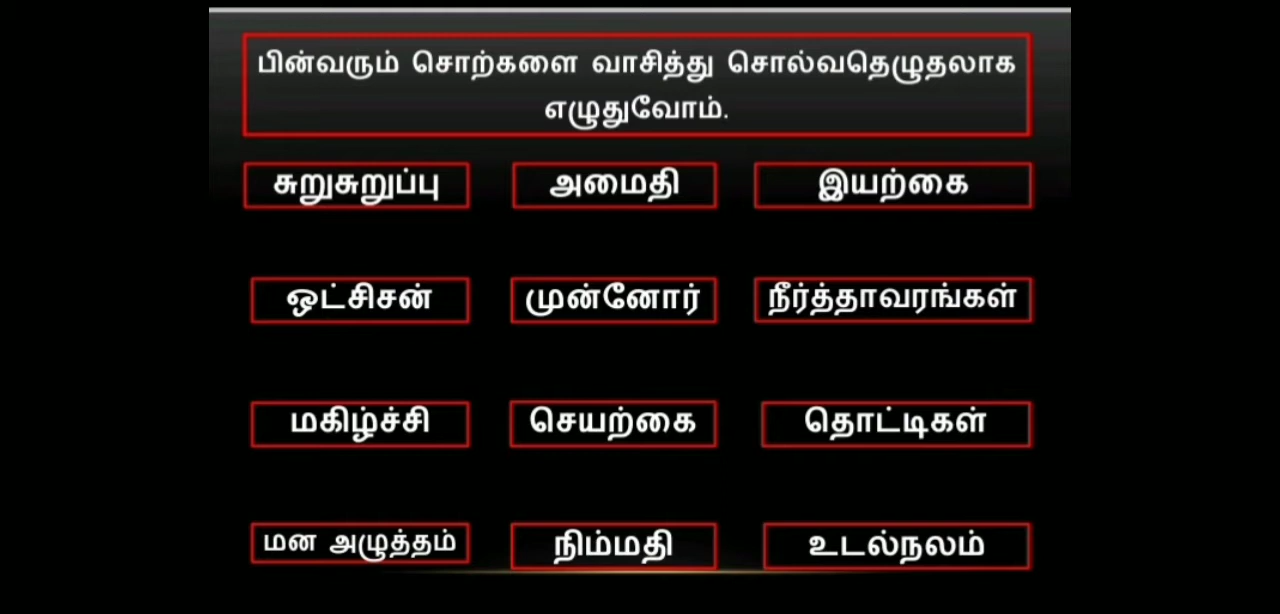 பின்வரும் சொற்களை வாசித்து சொல்வதெழுதலாக
எழுதுவோம்.
சுறுசுறுப்பு அமைதி இயற்கை
ஒட்சிசன் முன்னோர் நீர்த்தாவரங்கள்
மகிழ்ச்சி செயற்கை தொட்டிகள்
மன அழுத்தம் நிம்மதி உடல்நலம்